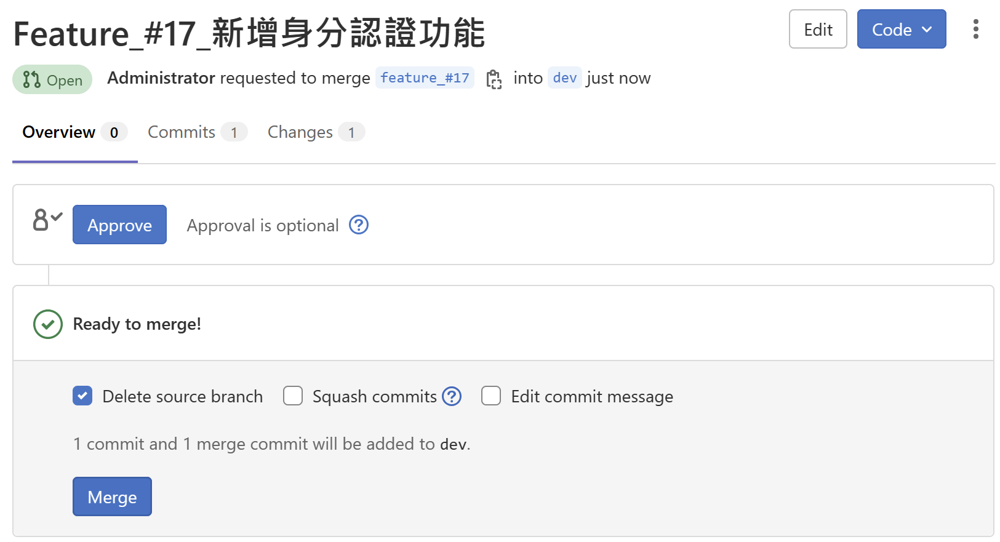 Feature_#17_新增身分認證功能
Edit
Code
Open
Administrator requested to merge feature_#17 into dev just now
Overview 0
Commits 1
Changes 1
Approve
Approval is optional
Ready to merge!
Delete source branch
Squash commits
Edit commit message
1 commit and 1 merge commit will be added to dev.
Merge